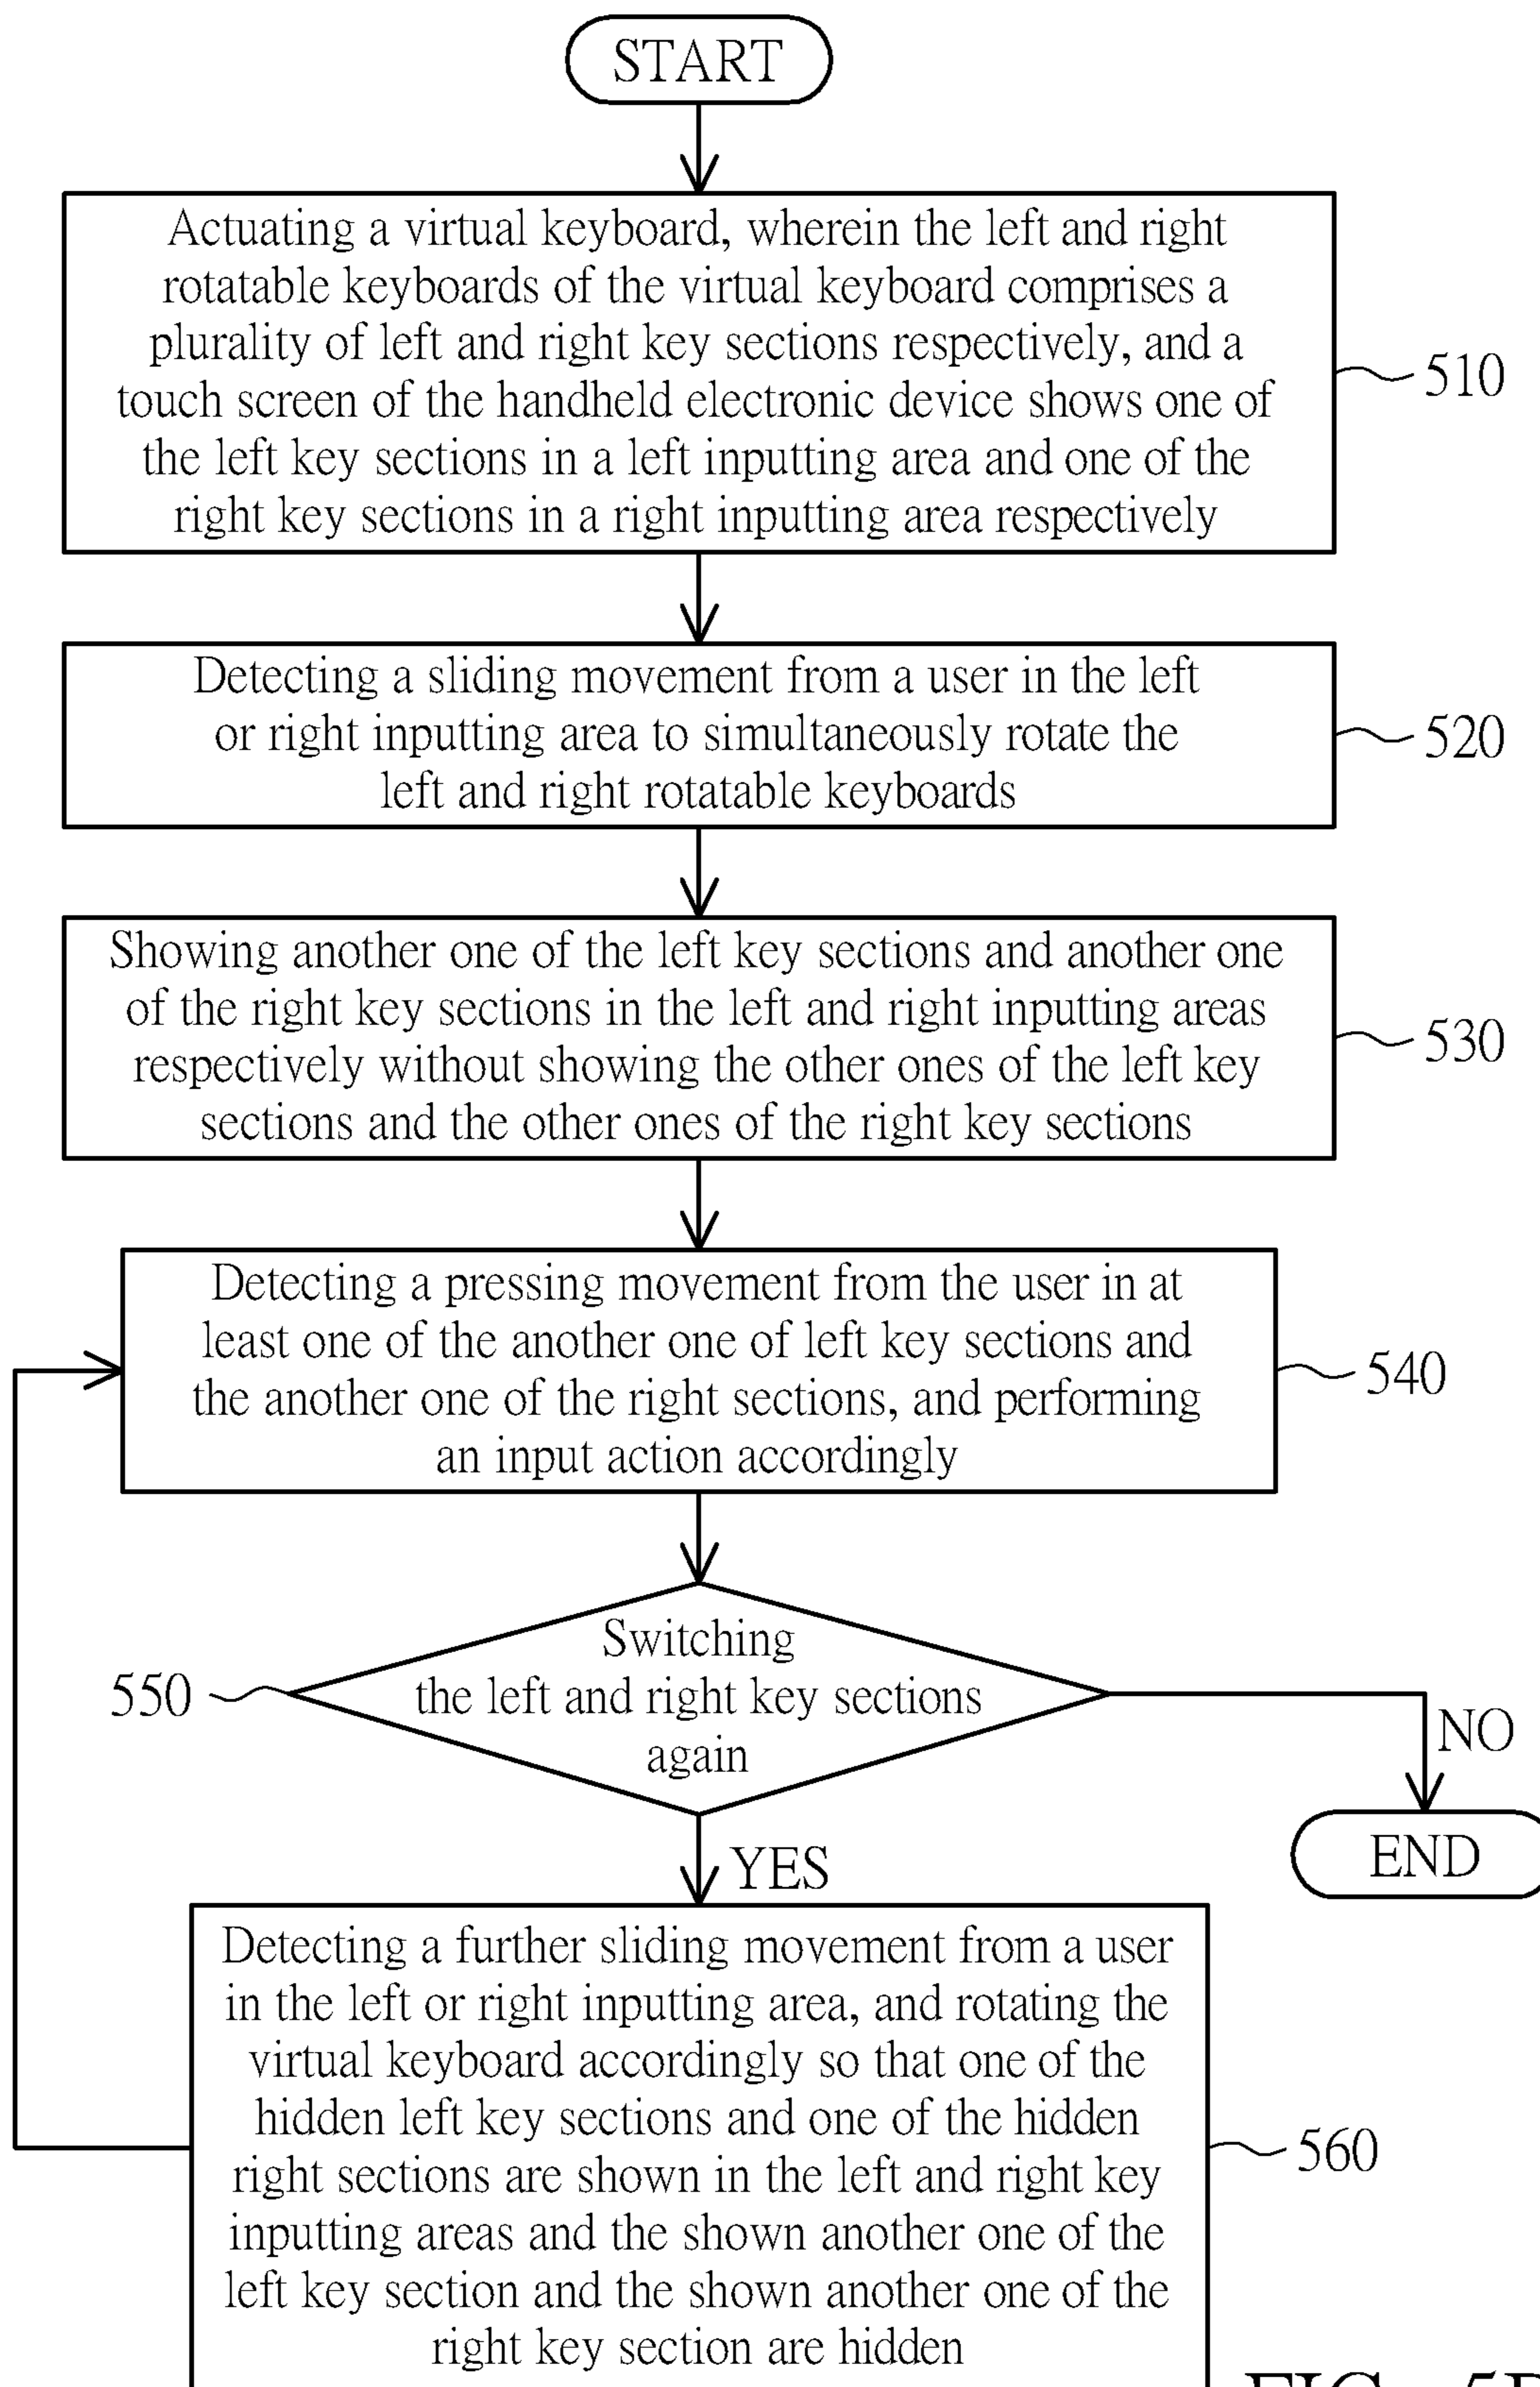 START
Actuating a virtual keyboard, wherein the left and right
rotatable keyboards of the virtual keyboard comprises a
plurality of left and right key sections respectively, and a
touch screen of the handheld electronic device shows one of
the left key sections in a left inputting area and one of the
right key sections in a right inputting area respectively
510
Detecting a sliding movement from a user in the left
or right inputting area to simultaneously rotate the
left and right rotatable keyboards
520
Showing another one of the left key sections and another one
of the right key sections in the left and right inputting areas
respectively without showing the other ones of the left key
sections and the other ones of the right key sections
530
Detecting a pressing movement from the user in at
least one of the another one of left key sections and
the another one of the right sections, and performing
an input action accordingly
540
Switching
the left and right key sections
again
550
NO
END
YES
Detecting a further sliding movement from a user
in the left or right inputting area, and rotating the
virtual keyboard accordingly so that one of the
hidden left key sections and one of the hidden
right sections are shown in the left and right key
inputting areas and the shown another one of the
left key section and the shown another one of the
right key section are hidden
560